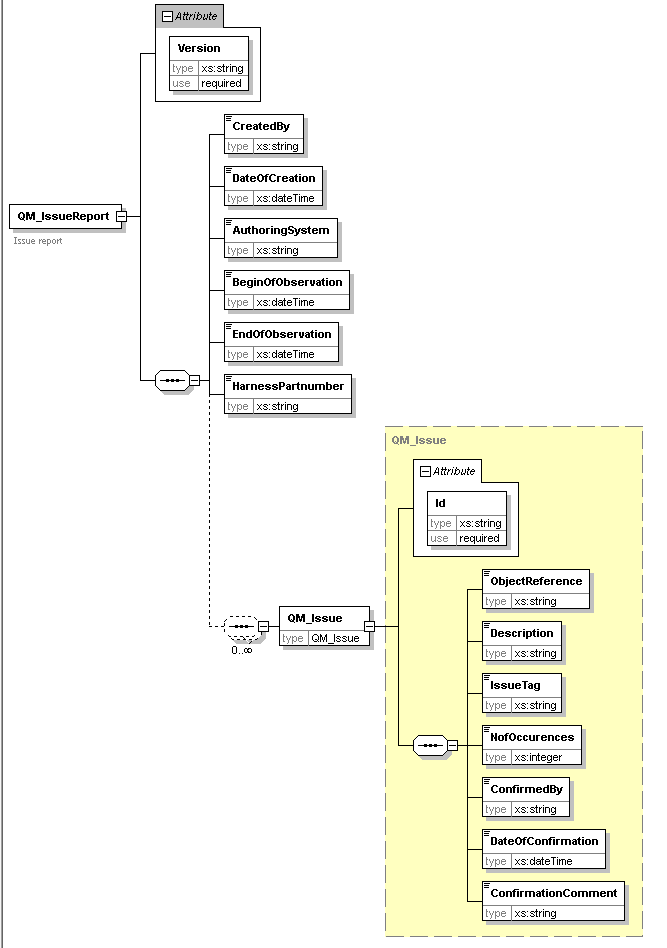 Attribute
Version
type xs:string
use required
CreatedBy
type xs:string
DateOfCreation
type xs:dateTime
QM_IssueReport
Issue report
AuthoringSystem
type xs:string
BeginOfObservation
type xs:dateTime
EndOfObservation
type xs:dateTime
HarnessPartnumber
type xs:string
QM_Issue
Attribute
Id
type xs:string
use required
QM_Issue
type QM_Issue
0..∞
ObjectReference
type xs:string
Description
type xs:string
IssueTag
type xs:string
NofOccurences
type xs:integer
ConfirmedBy
type xs:string
DateOfConfirmation
type xs:dateTime
ConfirmationComment
type xs:string